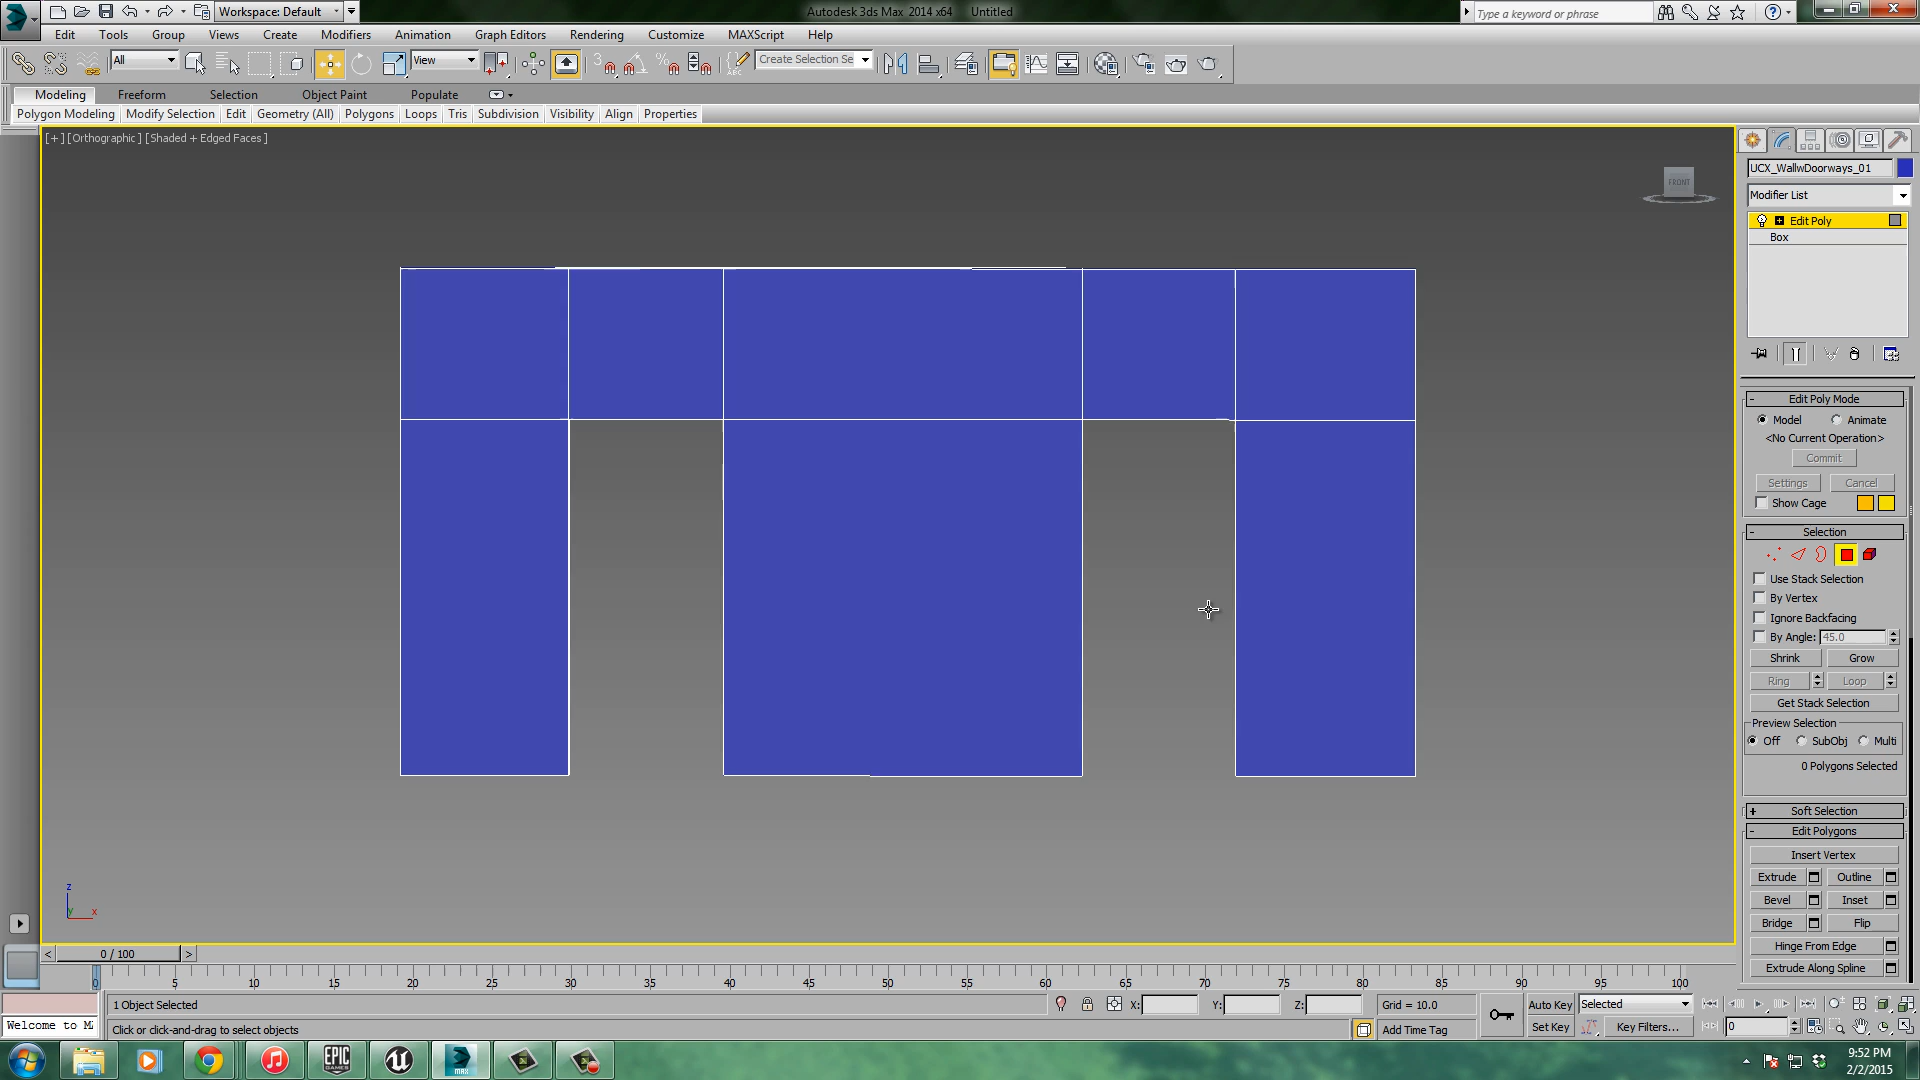 Workspace: Default
Autodesk 3ds Max 2014 x64 Untitled
Type a keyword or phrase
Edit Tools Group Views Create Modifiers Animation Graph Editors Rendering Customize MAXScript Help
All
View
3
Create Selection Se
Modeling Freeform Selection Object Paint Populate
Polygon Modeling Modify Selection Edit Geometry (All) Polygons Loops Tris Subdivision Visibility Align Properties
[+][Orthographic][Shaded + Edged Faces]
FRONT
UCX_WallwDoorways_01
Modifier List
Edit Poly
Box
Edit Poly Mode
Model Animate
<No Current Operation>
Commit
Settings Cancel
Show Cage
Selection
Use Stack Selection
By Vertex
Ignore Backfacing
By Angle: 45.0
Shrink Grow
Ring Loop
Get Stack Selection
Preview Selection
Off SubObj Multi
0 Polygons Selected
Soft Selection
Edit Polygons
Insert Vertex
Extrude Outline
Bevel Inset
Bridge Flip
Hinge From Edge
Extrude Along Spline
z
y x
< 0 / 100 >
0 5 10 15 20 25 30 35 40 45 50 55 60 65 70 75 80 85 90 95 100
1 Object Selected
X: Y: Z: Grid = 10.0
Auto Key Selected
Welcome to MA
Click or click-and-drag to select objects
Add Time Tag
Set Key Key Filters... 0
EPIC GAMES
MAX
9:52 PM
2/2/2015